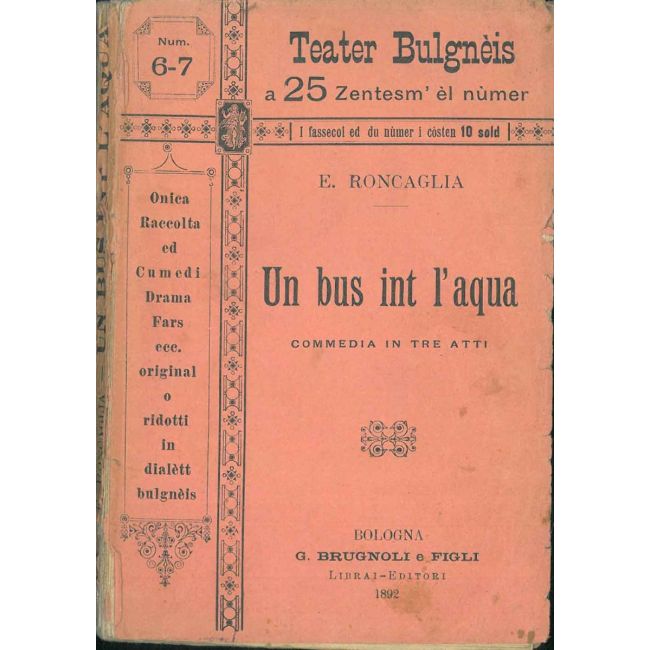 Num.
6-7
Teater Bulgnèis
a 25 Zentesm' èl nùmer
I fassecol ed du nùmer i còsten 10 sold
E. RONCAGLIA
Un bus int l'aqua
COMMEDIA IN TRE ATTI
Onica
Raccolta
ed
Cumedi
Drama
Fars
ecc.
original
o
ridotti
in
dialètt
bulgnèis
BOLOGNA
G. BRUGNOLI e FIGLI
LIBRAI-EDITORI
1892
UN BUS INT L'AQUA